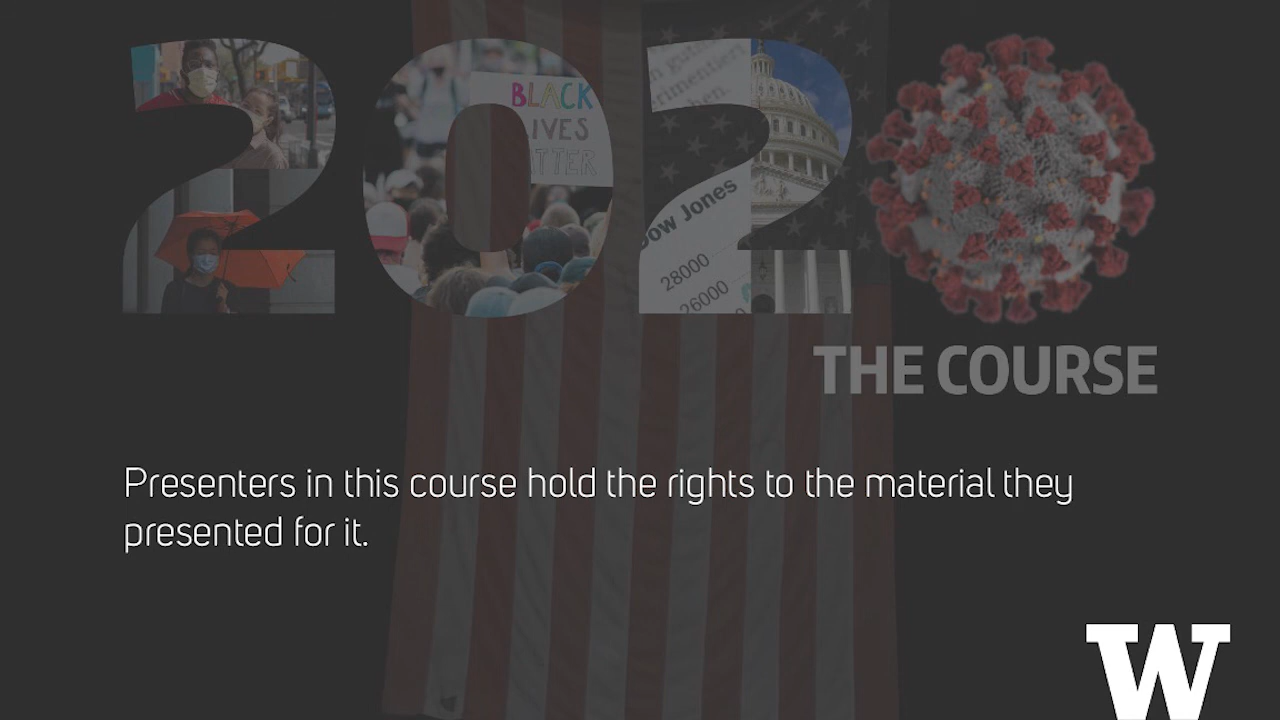 2020
BLACK
LIVES
MATTER
Dow Jones
28000
26000
THE COURSE
Presenters in this course hold the rights to the material they
presented for it.
W